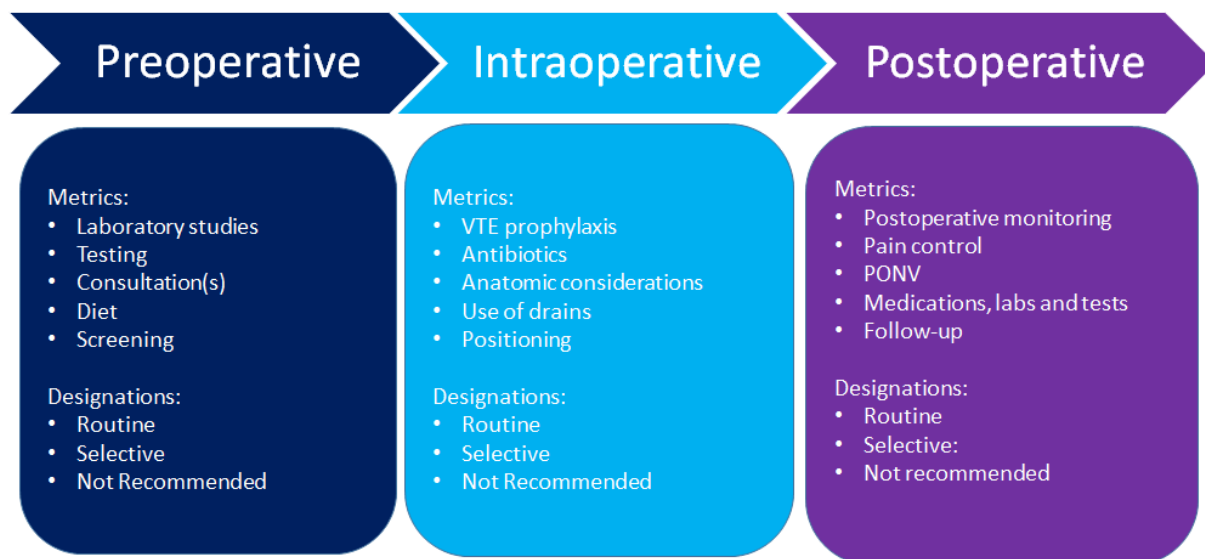 Preoperative
Intraoperative
Postoperative
Metrics:
• Laboratory studies
• Testing
• Consultation(s)
• Diet
• Screening
Designations:
• Routine
• Selective
• Not Recommended
Metrics:
• VTE prophylaxis
• Antibiotics
• Anatomic considerations
• Use of drains
• Positioning
Designations:
• Routine
• Selective
• Not Recommended
Metrics:
• Postoperative monitoring
• Pain control
• PONV
• Medications, labs and tests
• Follow-up
Designations:
• Routine
• Selective:
• Not recommended